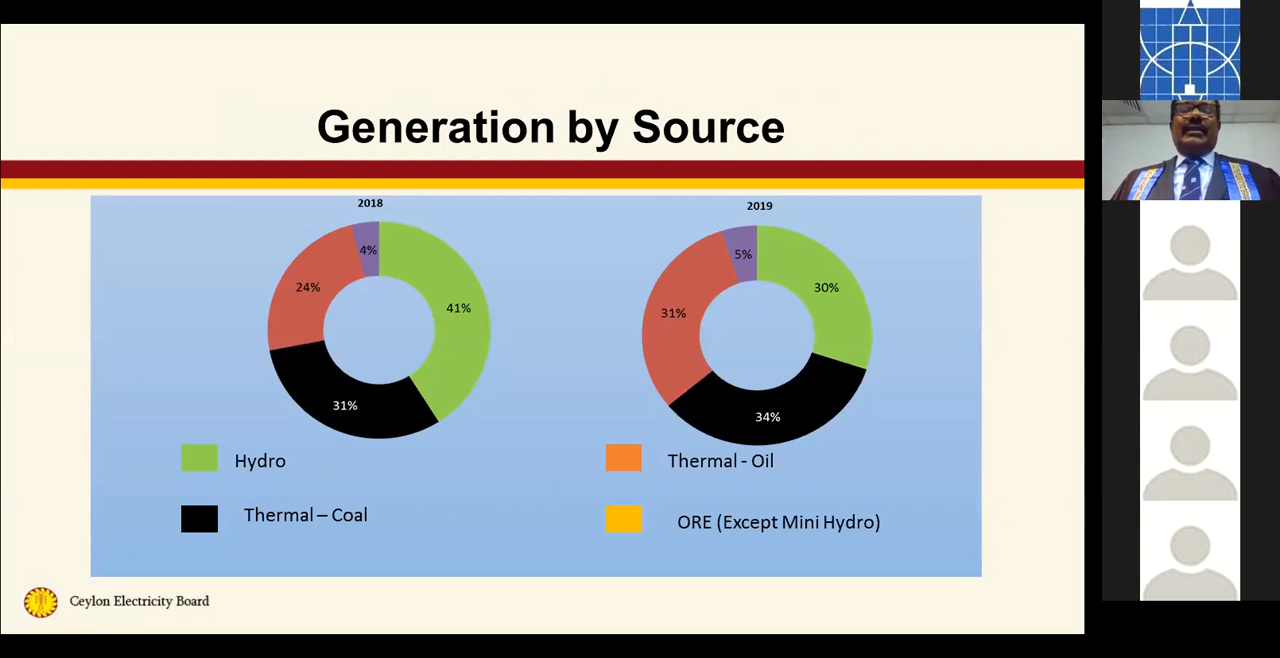 Generation by Source
2018
4%
24%
41%
31%
2019
5%
30%
31%
34%
Hydro
Thermal – Coal
Thermal - Oil
ORE (Except Mini Hydro)
Ceylon Electricity Board